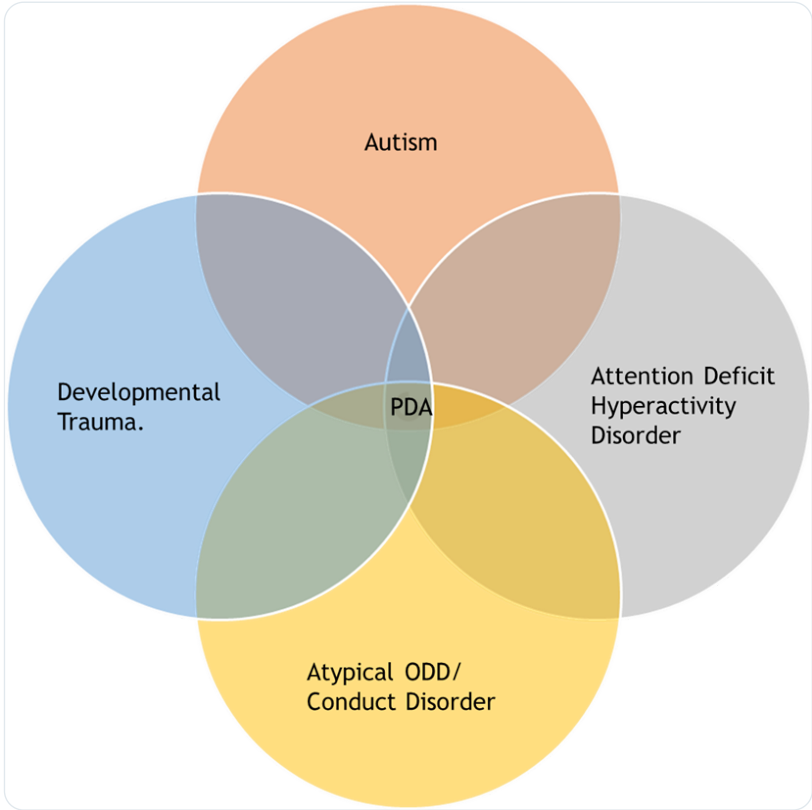 Autism
Developmental
Trauma.
PDA
Attention Deficit
Hyperactivity
Disorder
Atypical ODD/
Conduct Disorder